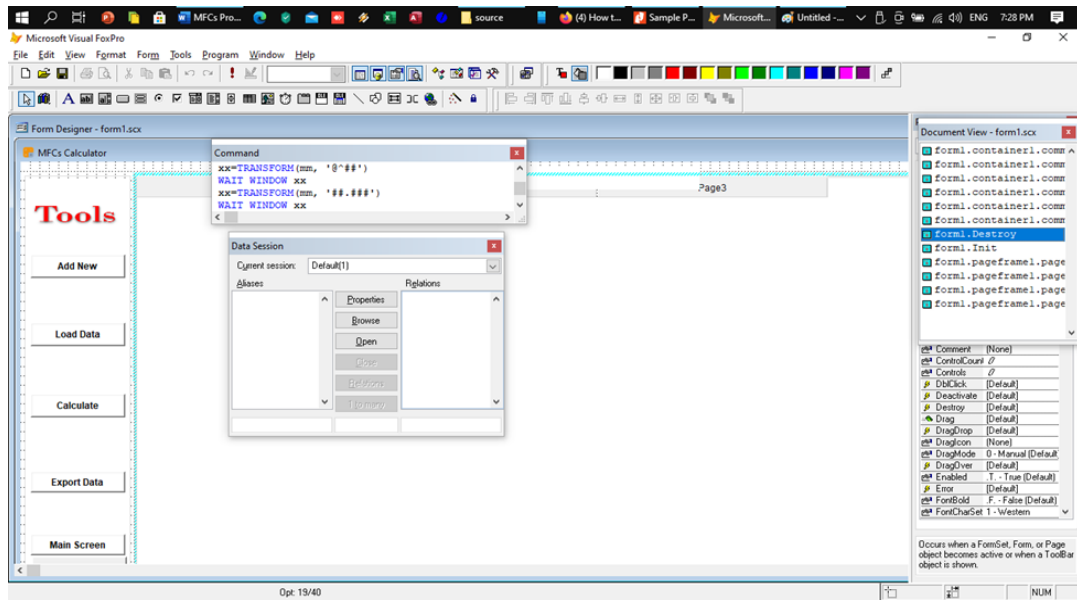 MFCs Pro...
source
(4) How t...
Sample P...
Microsoft...
Untitled -...
ENG
7:28 PM
Microsoft Visual FoxPro
File Edit View Format Form Tools Program Window Help
Form Designer - form1.scx
MFCs Calculator
Tools
Add New
Load Data
Calculate
Export Data
Main Screen
Page3
Command
xx=TRANSFORM(mm, '@^##')
WAIT WINDOW xx
xx=TRANSFORM(mm, '##.###')
WAIT WINDOW xx
Data Session
Current session: Default(1)
Aliases
Relations
Properties
Browse
Open
Close
Relations
1 to many
Document View - form1.scx
form1.container1.comm
form1.container1.comm
form1.container1.comm
form1.container1.comm
form1.container1.comm
form1.container1.comm
form1.Destroy
form1.Init
form1.pageframe1.page
form1.pageframe1.page
form1.pageframe1.page
form1.pageframe1.page
Comment (None)
ControlCount 0
Controls 0
DblClick [Default]
Deactivate [Default]
Destroy [Default]
Drag [Default]
DragDrop [Default]
DragIcon (None)
DragMode 0 - Manual (Default
DragOver [Default]
Enabled .T. - True (Default)
Error [Default]
FontBold .F. - False (Default)
FontCharSet 1 - Western
Occurs when a FormSet, Form, or Page
object becomes active or when a ToolBar
object is shown.
Opt: 19/40
NUM